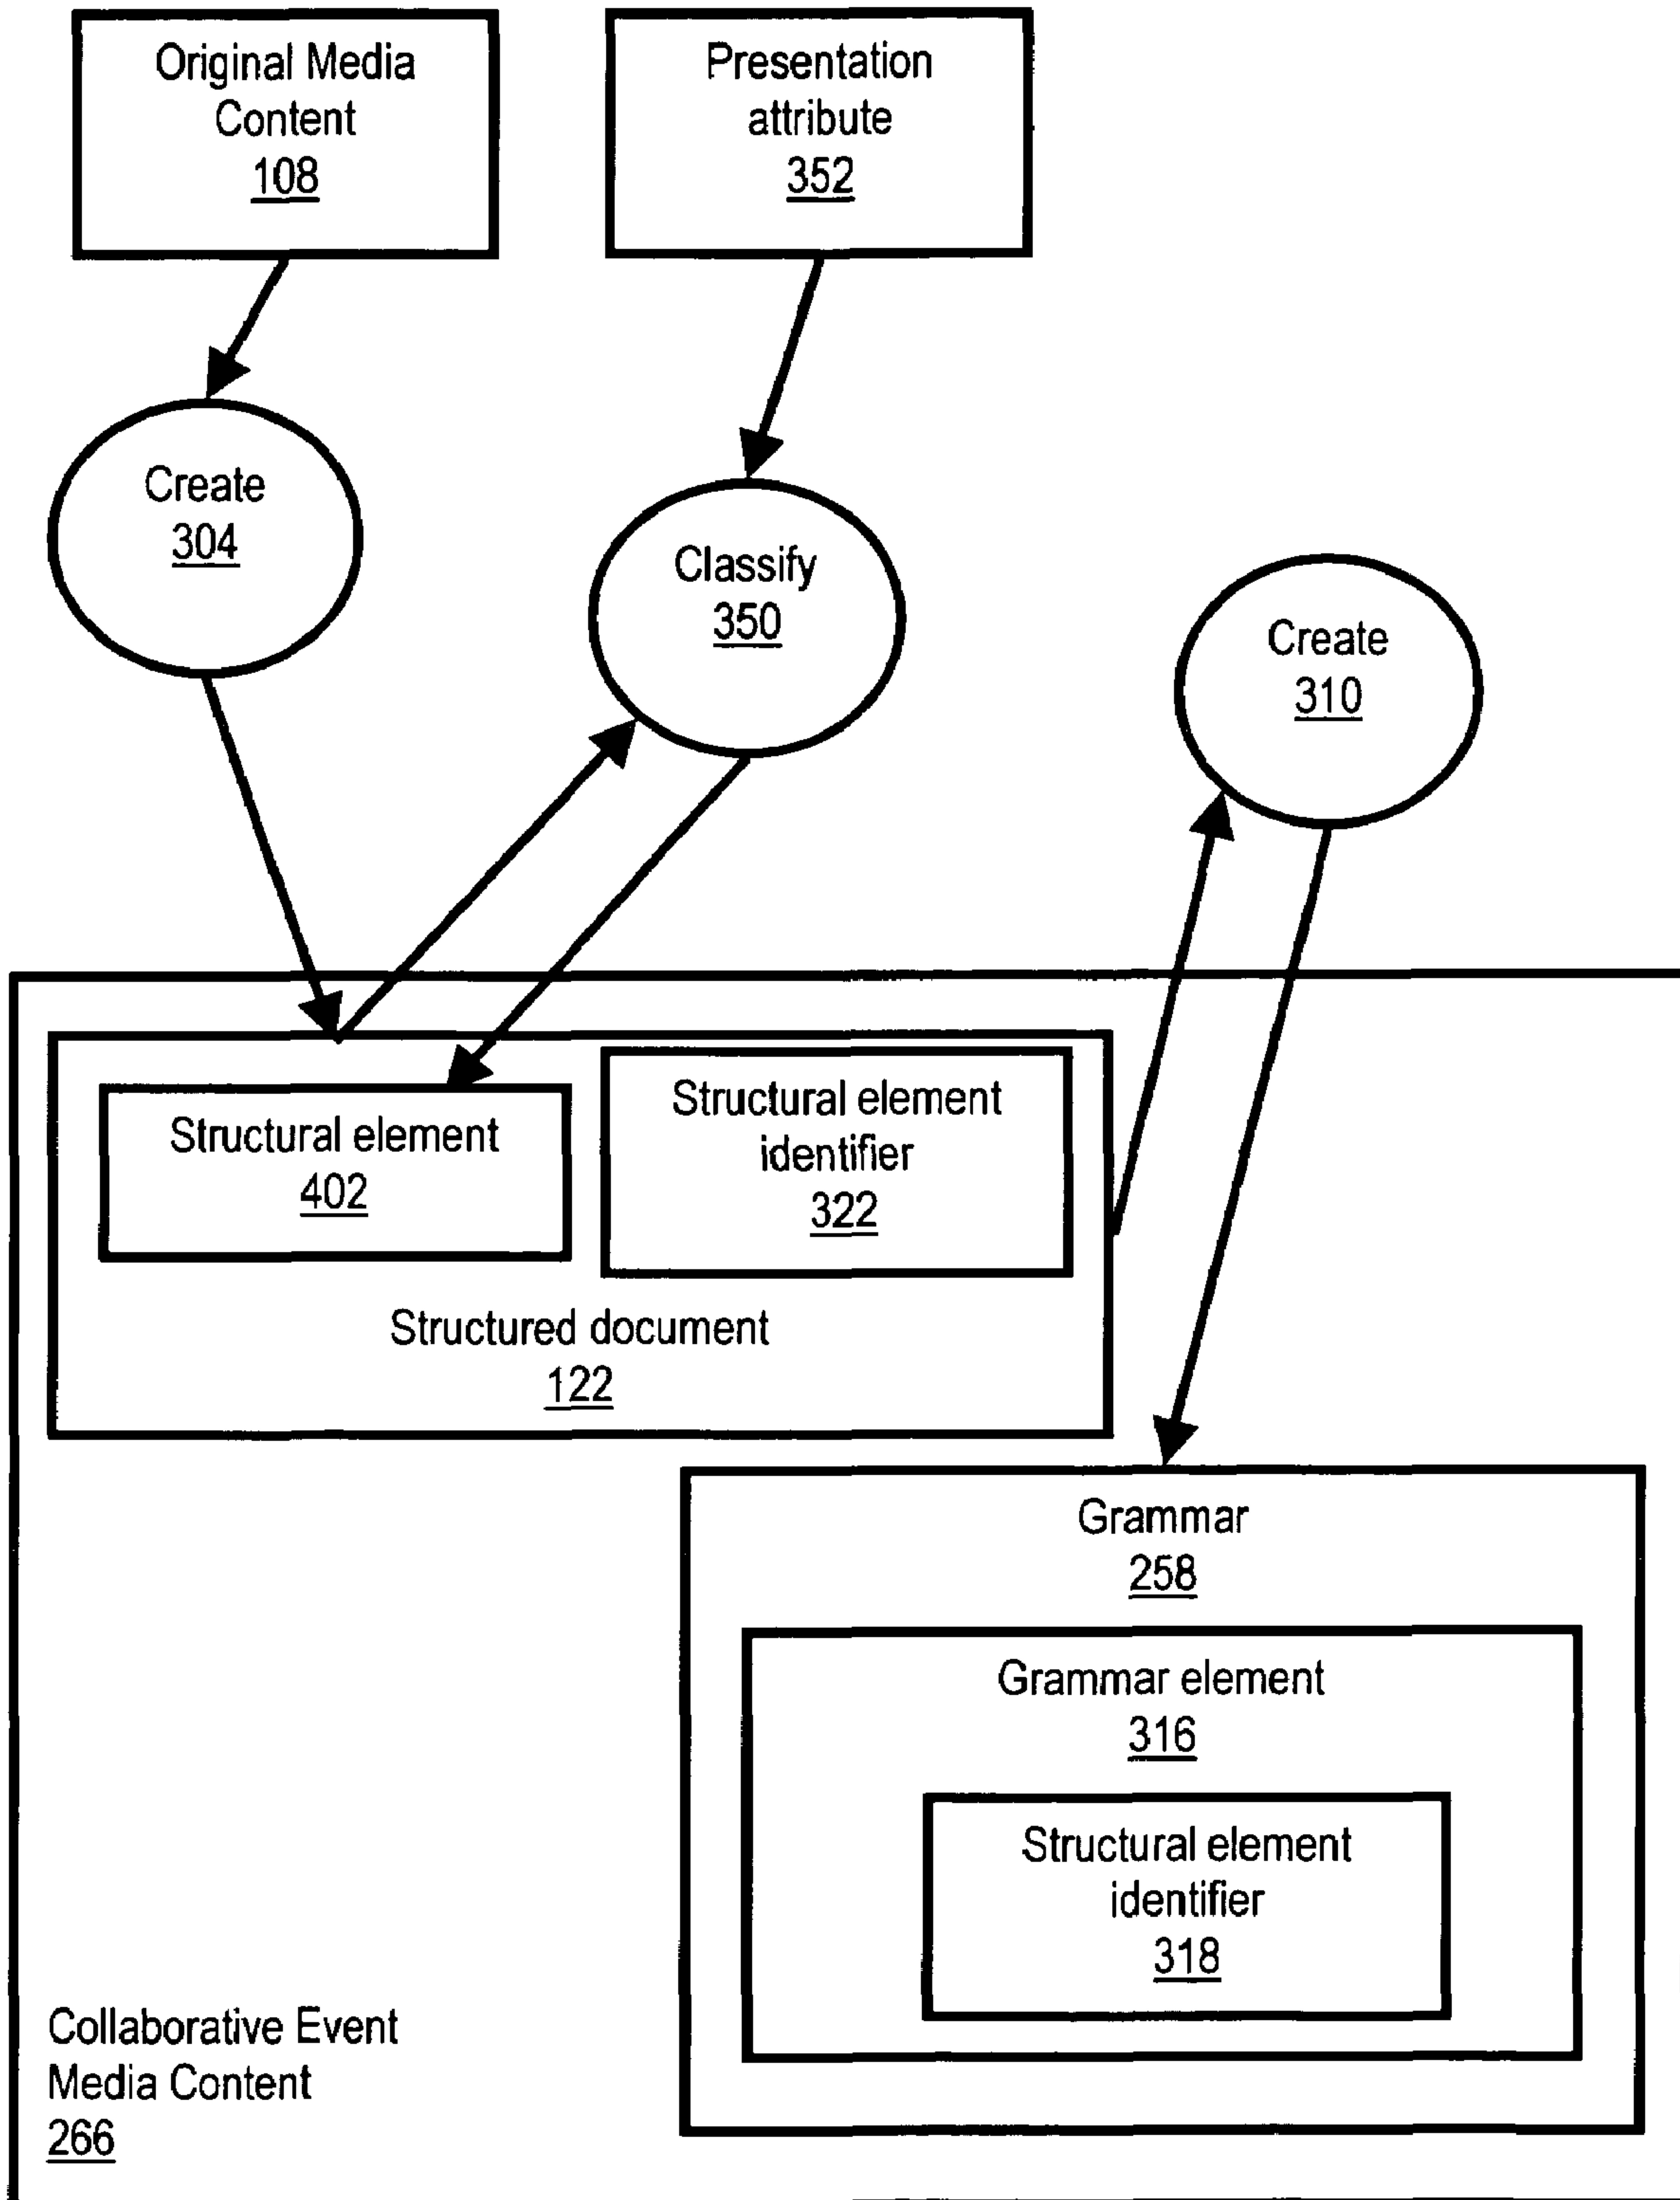 Original Media
Content
108
Presentation
attribute
352
Create
304
Classify
350
Create
310
Structural element
402
Structural element
identifier
322
Structured document
122
Grammar
258
Grammar element
316
Structural element
identifier
318
Collaborative Event
Media Content
266